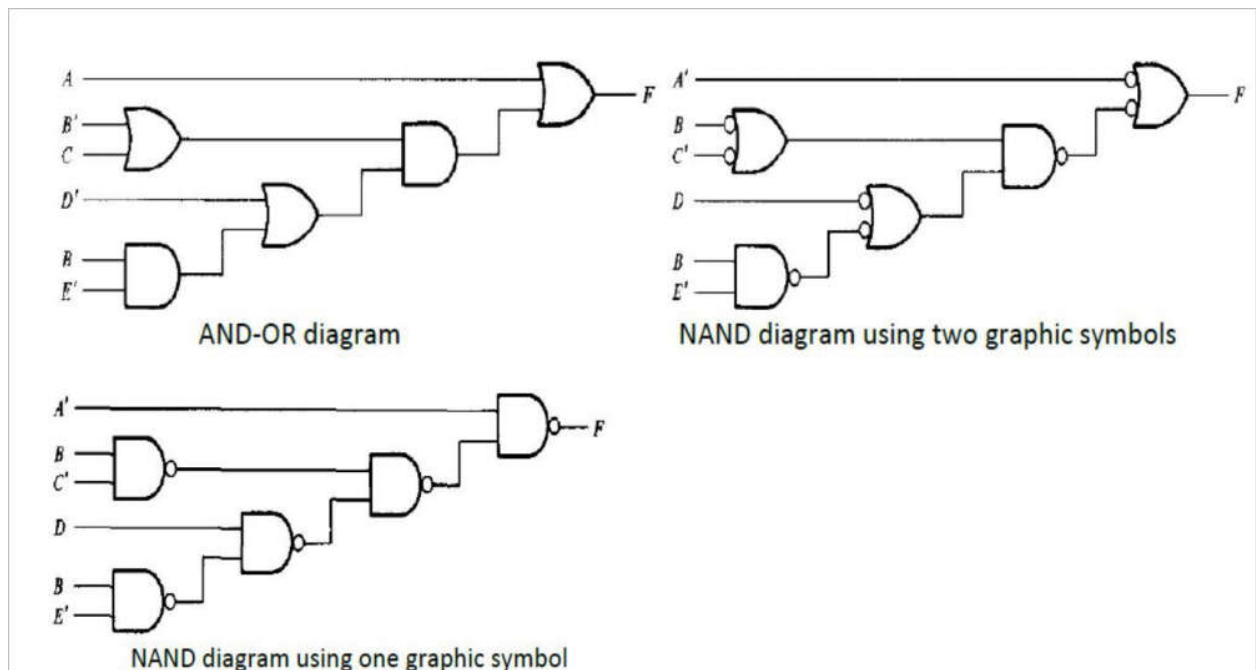 A
B'
C
D'
B
E'
F
AND-OR diagram
A'
B
C'
D
B
E'
F
NAND diagram using two graphic symbols
A'
B
C'
D
B
E'
F
NAND diagram using one graphic symbol